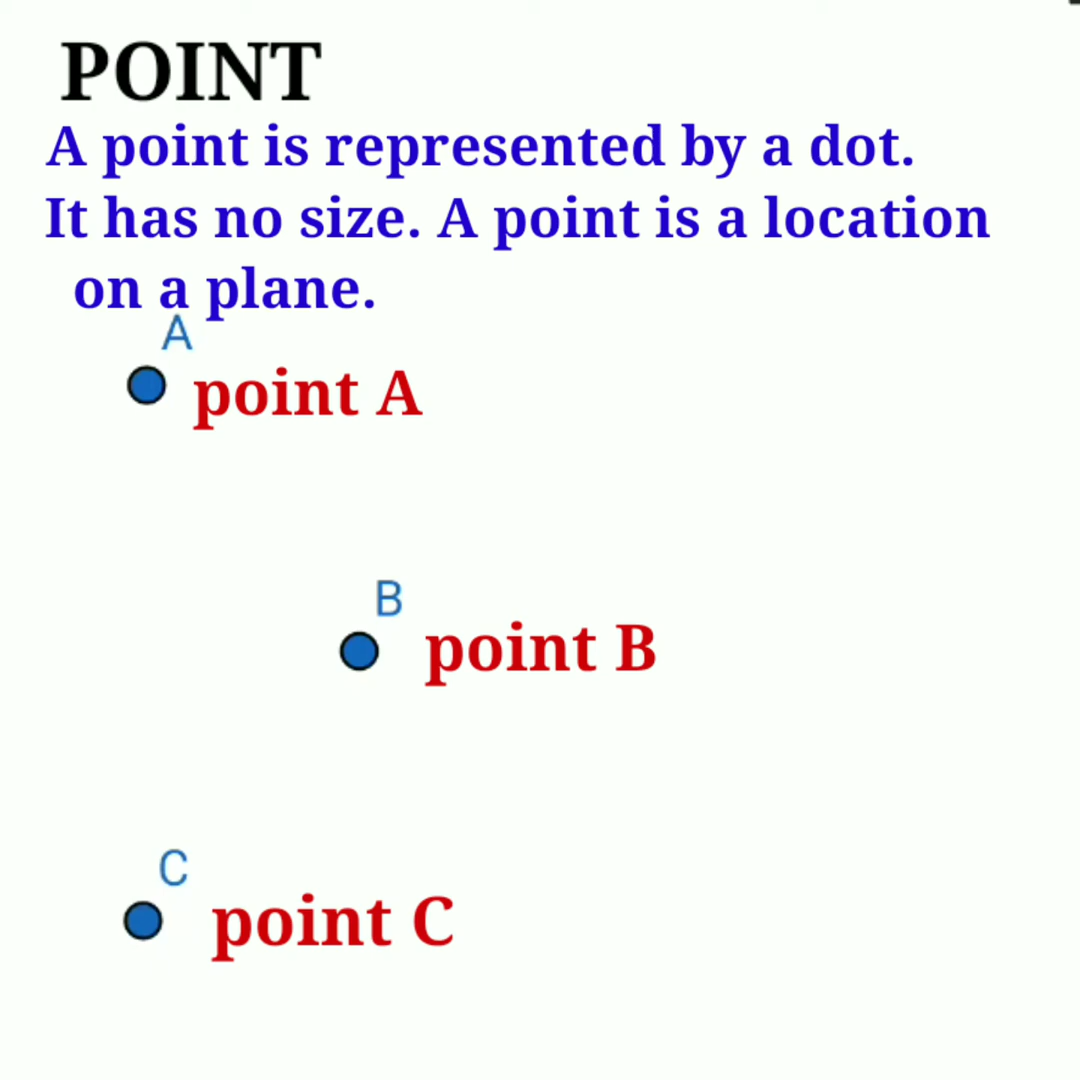 POINT
A point is represented by a dot.
It has no size. A point is a location
on a plane.
A
point A
B
point B
C
point C